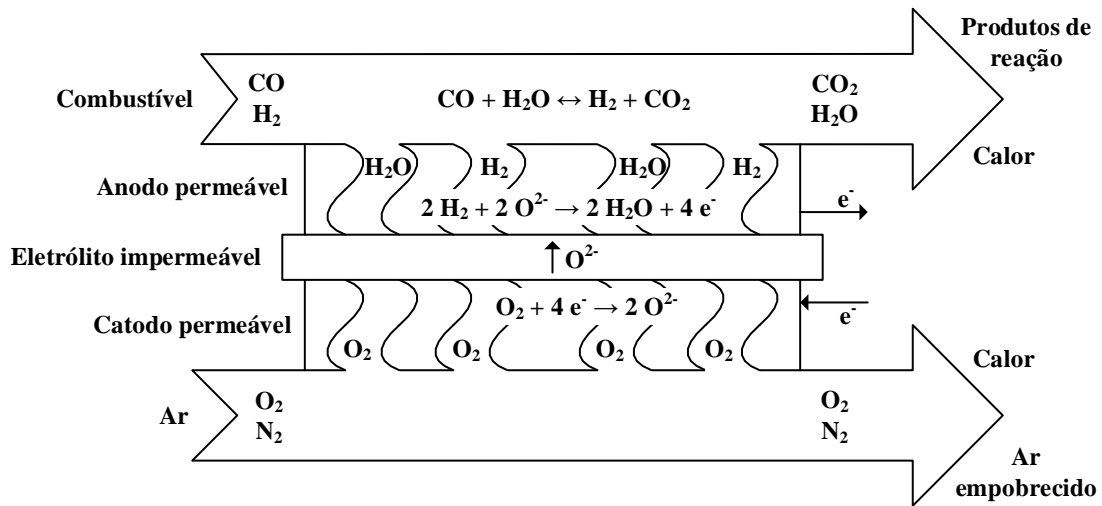 Produtos de
reação
Combustível
CO
H₂
CO + H₂O ↔ H₂ + CO₂
CO₂
H₂O
Calor
Anodo permeável
H₂O
H₂
H₂O
H₂
2 H₂ + 2 O²⁻ → 2 H₂O + 4 e⁻
e⁻
Eletrólito impermeável
O²⁻
Catodo permeável
O₂ + 4 e⁻ → 2 O²⁻
e⁻
O₂
O₂
O₂
O₂
Calor
Ar
O₂
N₂
O₂
N₂
Ar
empobrecido